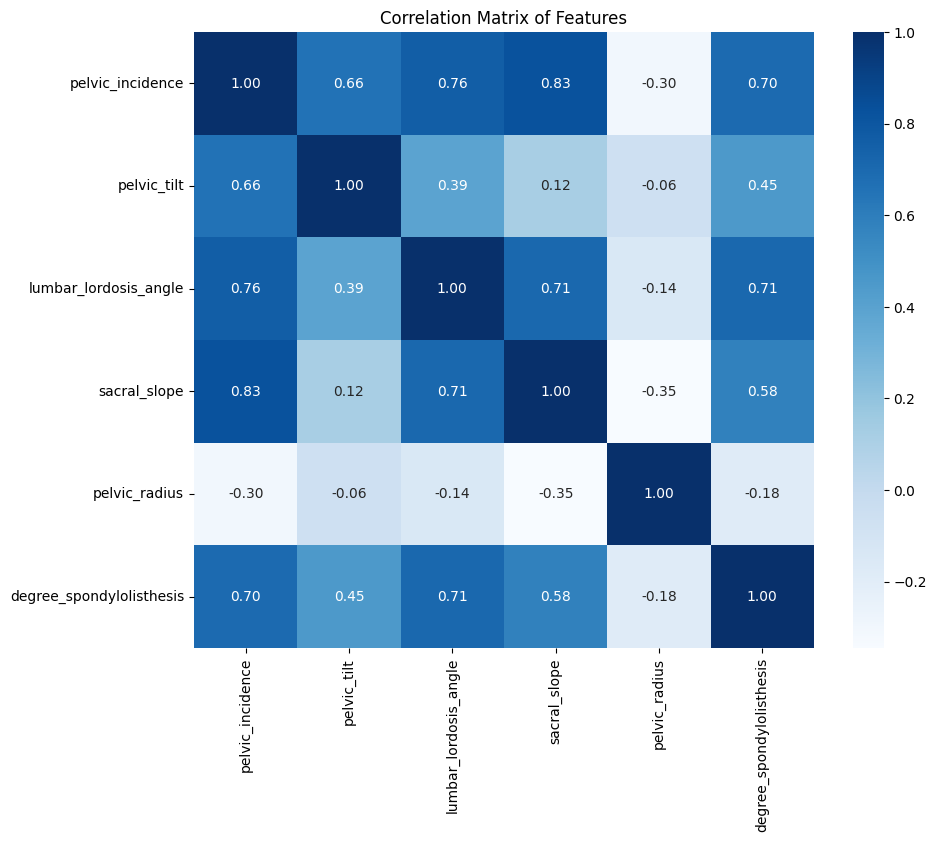 Correlation Matrix of Features
pelvic_incidence 1.00 0.66 0.76 0.83 -0.30 0.70
pelvic_tilt 0.66 1.00 0.39 0.12 -0.06 0.45
lumbar_lordosis_angle 0.76 0.39 1.00 0.71 -0.14 0.71
sacral_slope 0.83 0.12 0.71 1.00 -0.35 0.58
pelvic_radius -0.30 -0.06 -0.14 -0.35 1.00 -0.18
degree_spondylolisthesis 0.70 0.45 0.71 0.58 -0.18 1.00
pelvic_incidence
pelvic_tilt
lumbar_lordosis_angle
sacral_slope
pelvic_radius
degree_spondylolisthesis
1.0
0.8
0.6
0.4
0.2
0.0
−0.2